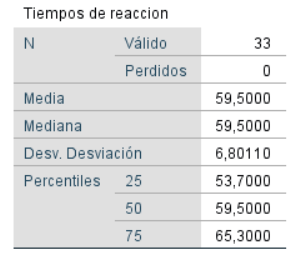 Tiempos de reaccion
N Válido 33
Perdidos 0
Media 59,5000
Mediana 59,5000
Desv. Desviación 6,80110
Percentiles 25 53,7000
50 59,5000
75 65,3000